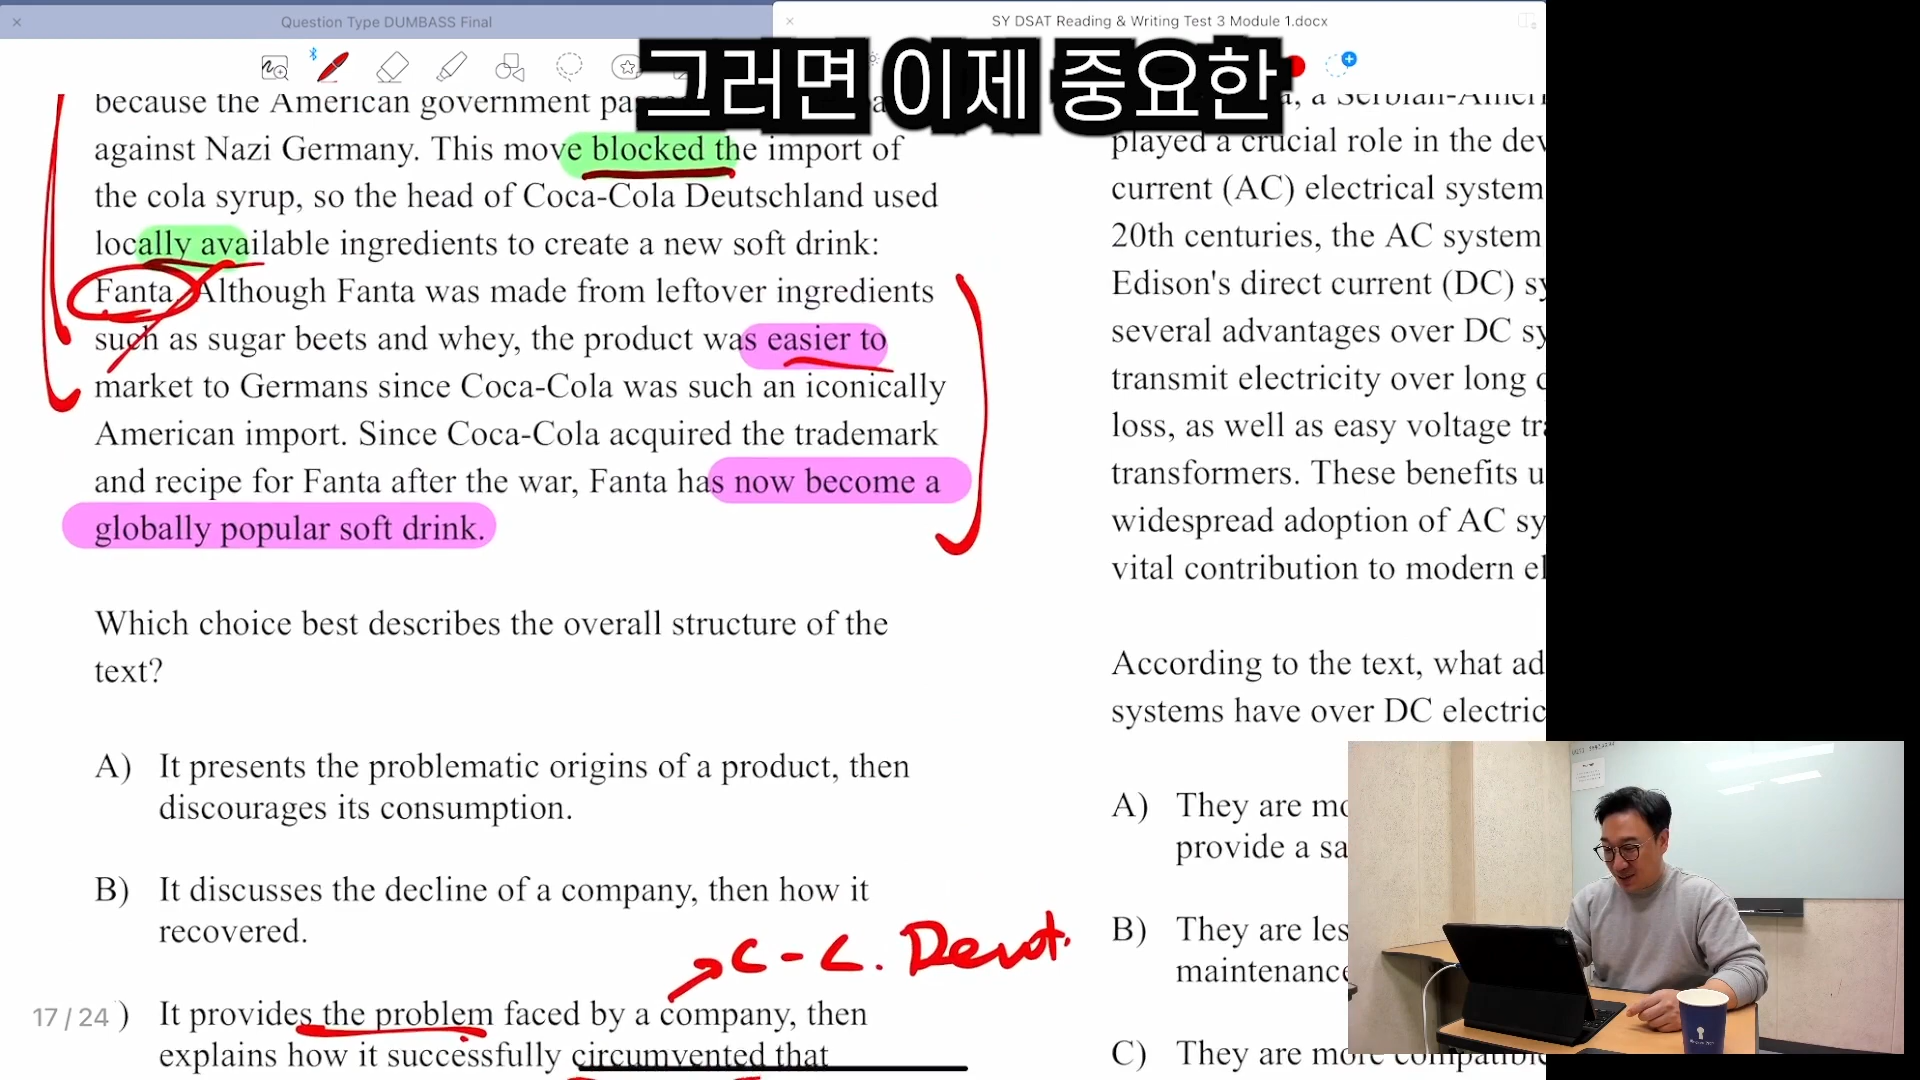 Question Type DUMBASS Final
SY DSAT Reading & Writing Test 3 Module 1.docx
그러면 이제 중요한
because the American government
against Nazi Germany. This move blocked the import of
the cola syrup, so the head of Coca-Cola Deutschland used
locally available ingredients to create a new soft drink:
Fanta. Although Fanta was made from leftover ingredients
such as sugar beets and whey, the product was easier to
market to Germans since Coca-Cola was such an iconically
American import. Since Coca-Cola acquired the trademark
and recipe for Fanta after the war, Fanta has now become a
globally popular soft drink.
Which choice best describes the overall structure of the
text?
A) It presents the problematic origins of a product, then
discourages its consumption.
B) It discusses the decline of a company, then how it
recovered.
C-C. Deut.
17 / 24 ) It provides the problem faced by a company, then
explains how it successfully circumvented that
a Serbian-Ameri
played a crucial role in the dev
current (AC) electrical system
20th centuries, the AC system
Edison's direct current (DC) sy
several advantages over DC sy
transmit electricity over long
loss, as well as easy voltage tra
transformers. These benefits u
widespread adoption of AC sy
vital contribution to modern el
According to the text, what ad
systems have over DC electric
A) They are mo
provide a sa
B) They are les
maintenance
C) They are more compatible